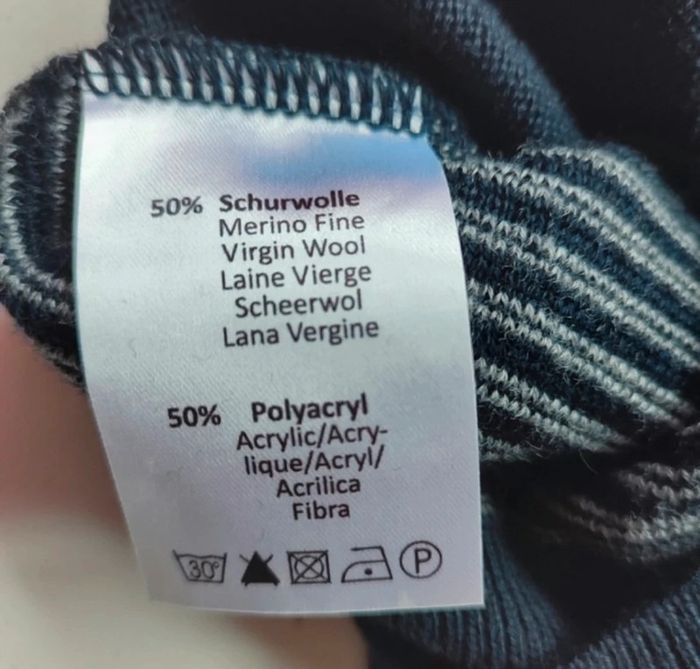 50% Schurwolle
Merino Fine
Virgin Wool
Laine Vierge
Scheerwol
Lana Vergine
50% Polyacryl
Acrylic/Acry-
lique/Acryl/
Acrilica
Fibra
30° P